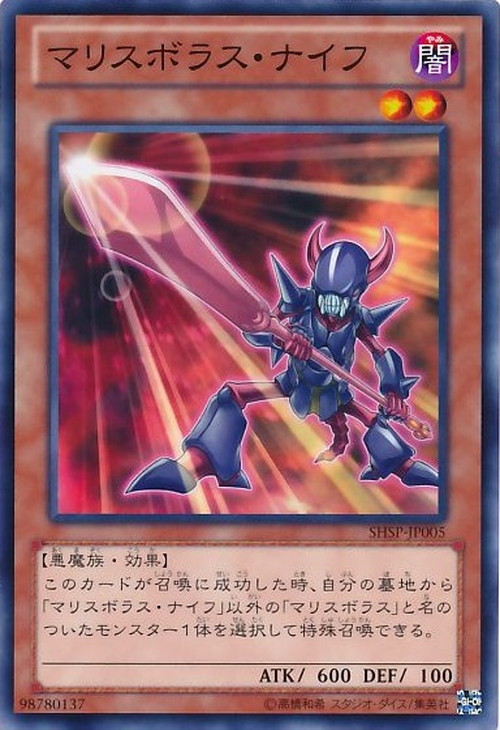 マリスボラス・ナイフ
闇
やみ
SHSP-JP005
【悪魔族・効果】
このカードが召喚に成功した時、自分の墓地から
「マリスボラス・ナイフ」以外の「マリスボラス」と名の
ついたモンスター1体を選択して特殊召喚できる。
ATK/ 600 DEF/ 100
98780137
©高橋和希 スタジオ・ダイス/集英社